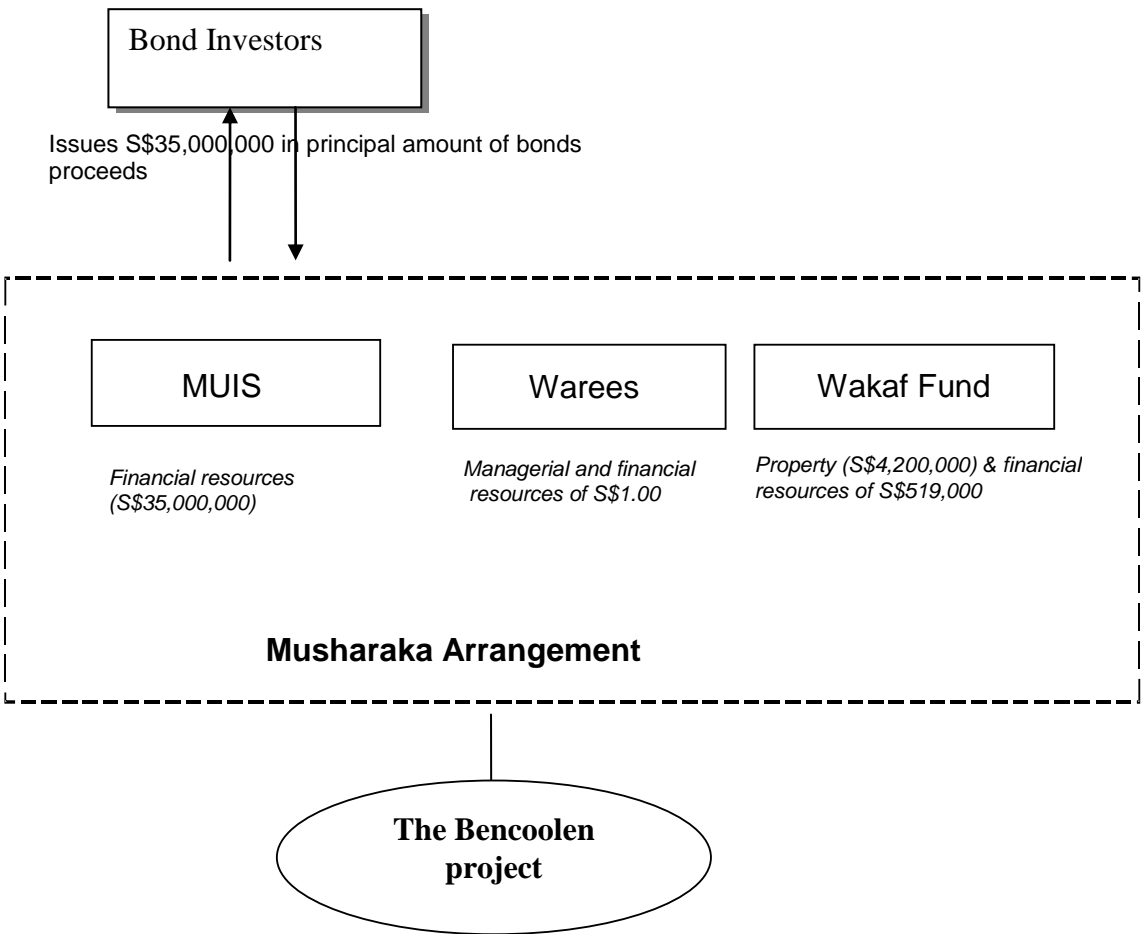 Bond Investors
Issues S$35,000,000 in principal amount of bonds
proceeds
MUIS
Financial resources
(S$35,000,000)
Warees
Managerial and financial
resources of S$1.00
Wakaf Fund
Property (S$4,200,000) & financial
resources of S$519,000
Musharaka Arrangement
The Bencoolen
project